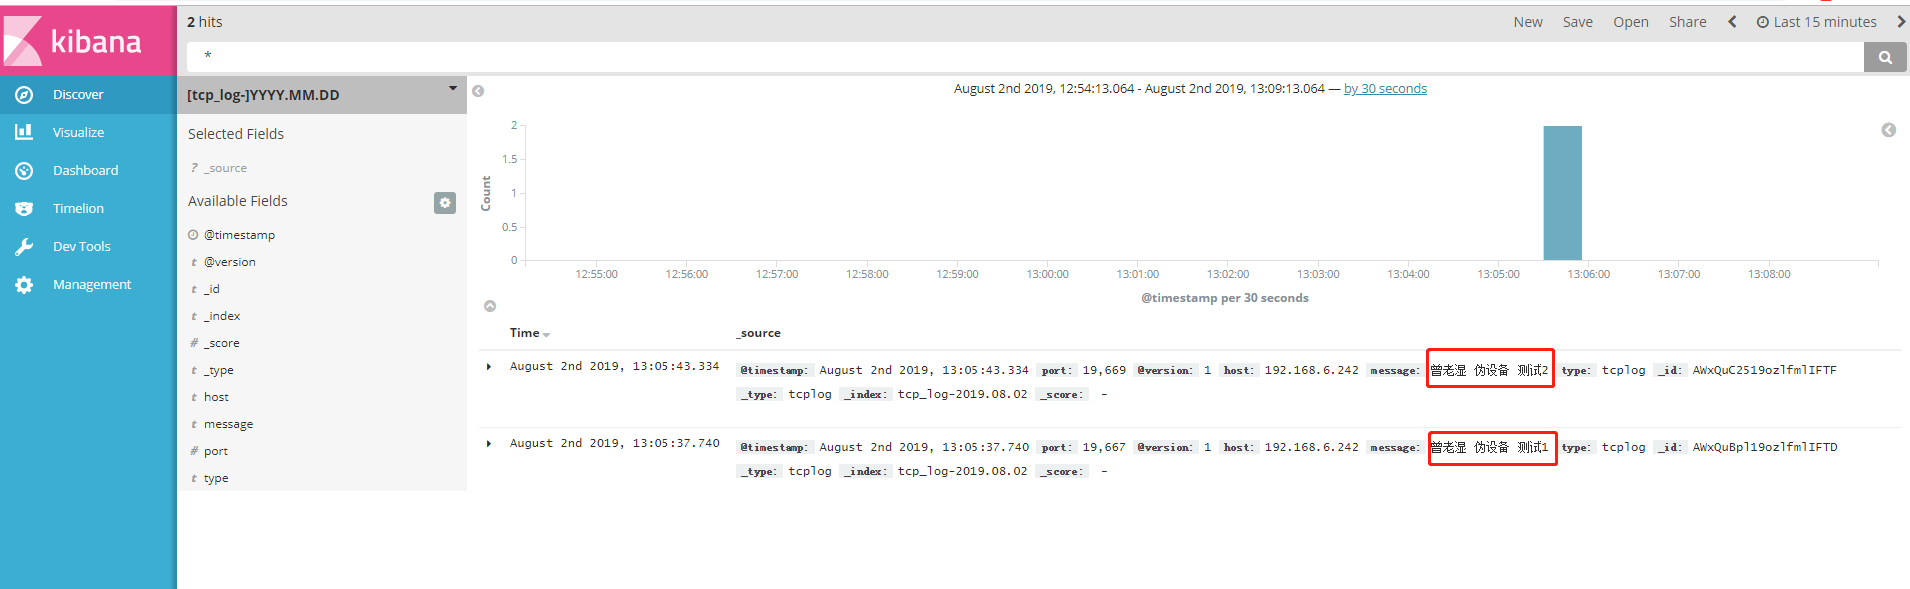 2 hits
New Save Open Share Last 15 minutes
kibana
*
Discover
Visualize
Dashboard
Timelion
Dev Tools
Management
[tcp_log-]YYYY.MM.DD
Selected Fields
? _source
Available Fields
@timestamp
t @version
t _id
t _index
# _score
t _type
t host
t message
# port
t type
August 2nd 2019, 12:54:13.064 - August 2nd 2019, 13:09:13.064 — by 30 seconds
Count
2
1.5
1
0.5
0
12:55:00 12:56:00 12:57:00 12:58:00 12:59:00 13:00:00 13:01:00 13:02:00 13:03:00 13:04:00 13:05:00 13:06:00 13:07:00 13:08:00
@timestamp per 30 seconds
Time _source
August 2nd 2019, 13:05:43.334 @timestamp: August 2nd 2019, 13:05:43.334 port: 19,669 @version: 1 host: 192.168.6.242 message: 曾老湿 伪设备 测试2 type: tcplog _id: AWxQuC2519ozlfmlIFTF
_type: tcplog _index: tcp_log-2019.08.02 _score: -
August 2nd 2019, 13:05:37.740 @timestamp: August 2nd 2019, 13:05:37.740 port: 19,667 @version: 1 host: 192.168.6.242 message: 曾老湿 伪设备 测试1 type: tcplog _id: AWxQuBpl19ozlfmlIFTD
_type: tcplog _index: tcp_log-2019.08.02 _score: -